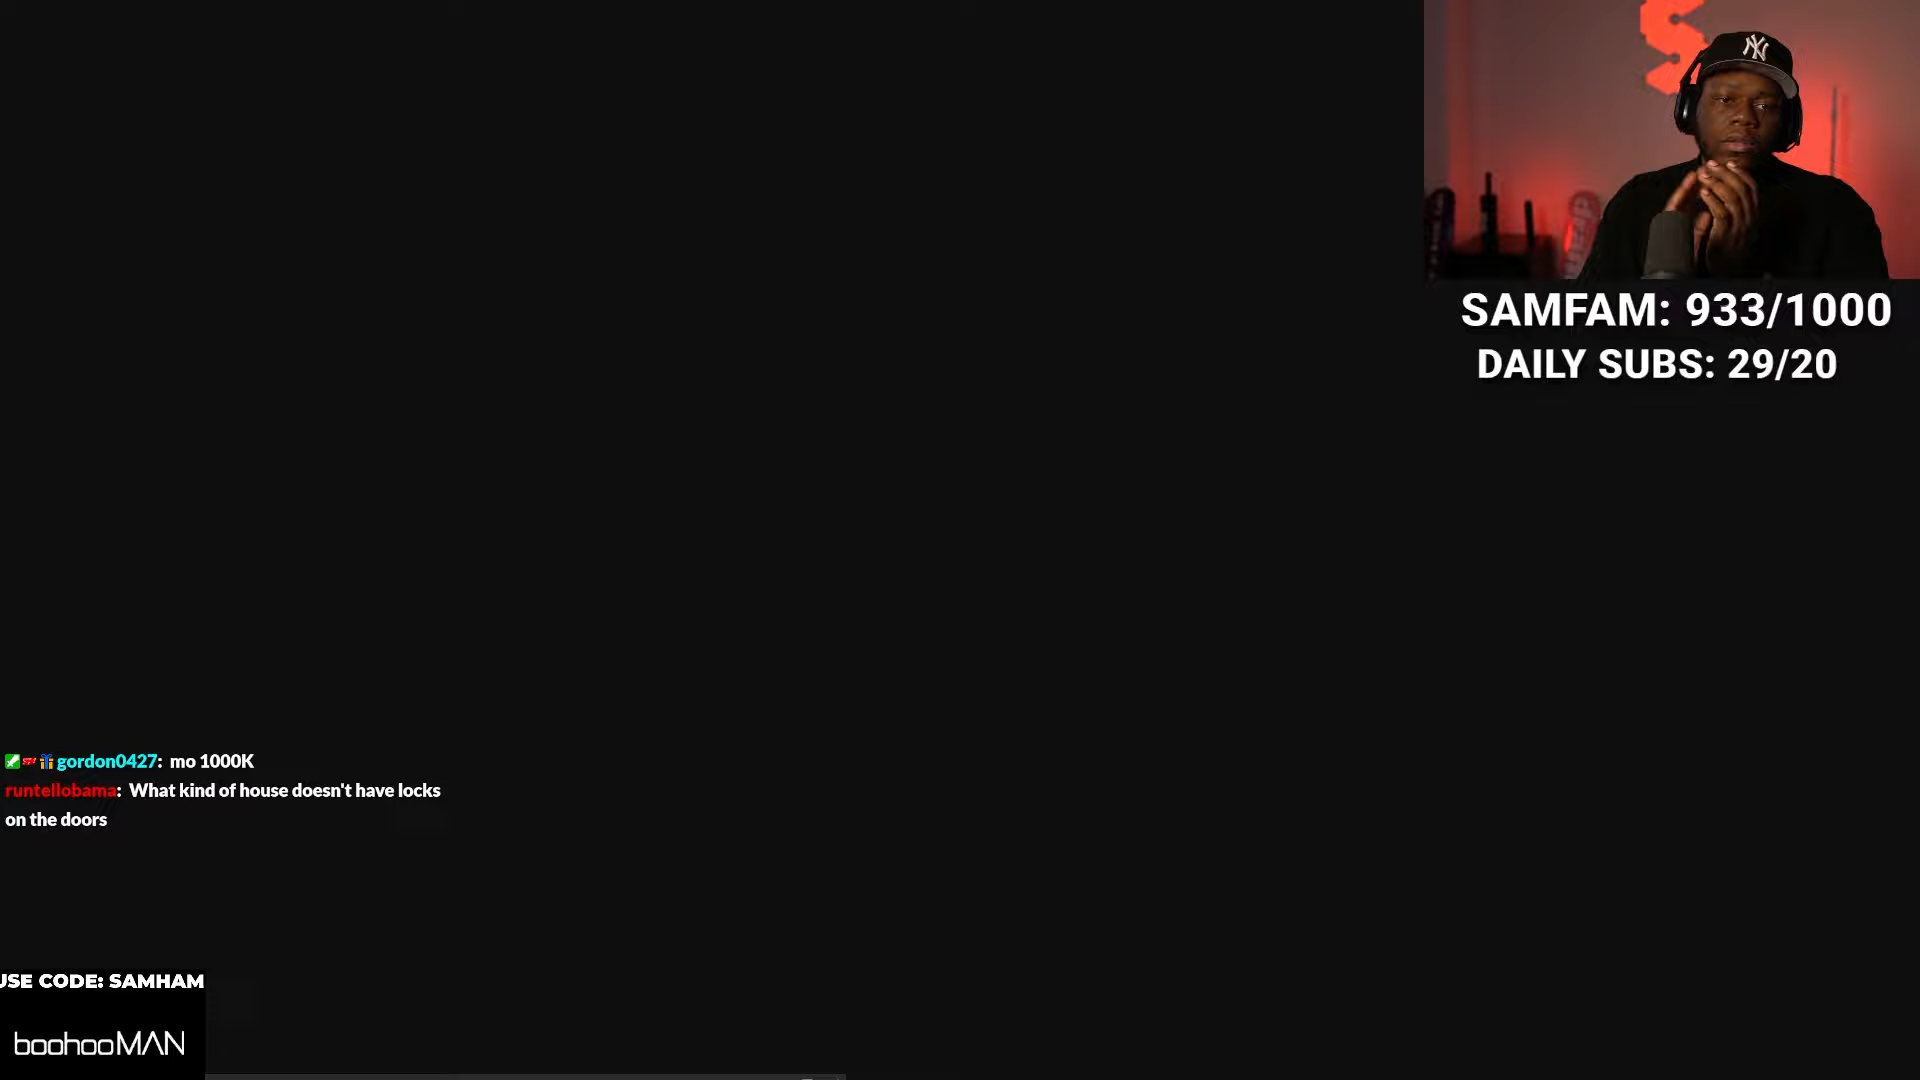 NY
SAMFAM: 933/1000
DAILY SUBS: 29/20
gordon0427: mo 1000K
runtellobama: What kind of house doesn't have locks
on the doors
USE CODE: SAMHAM
boohooMAN